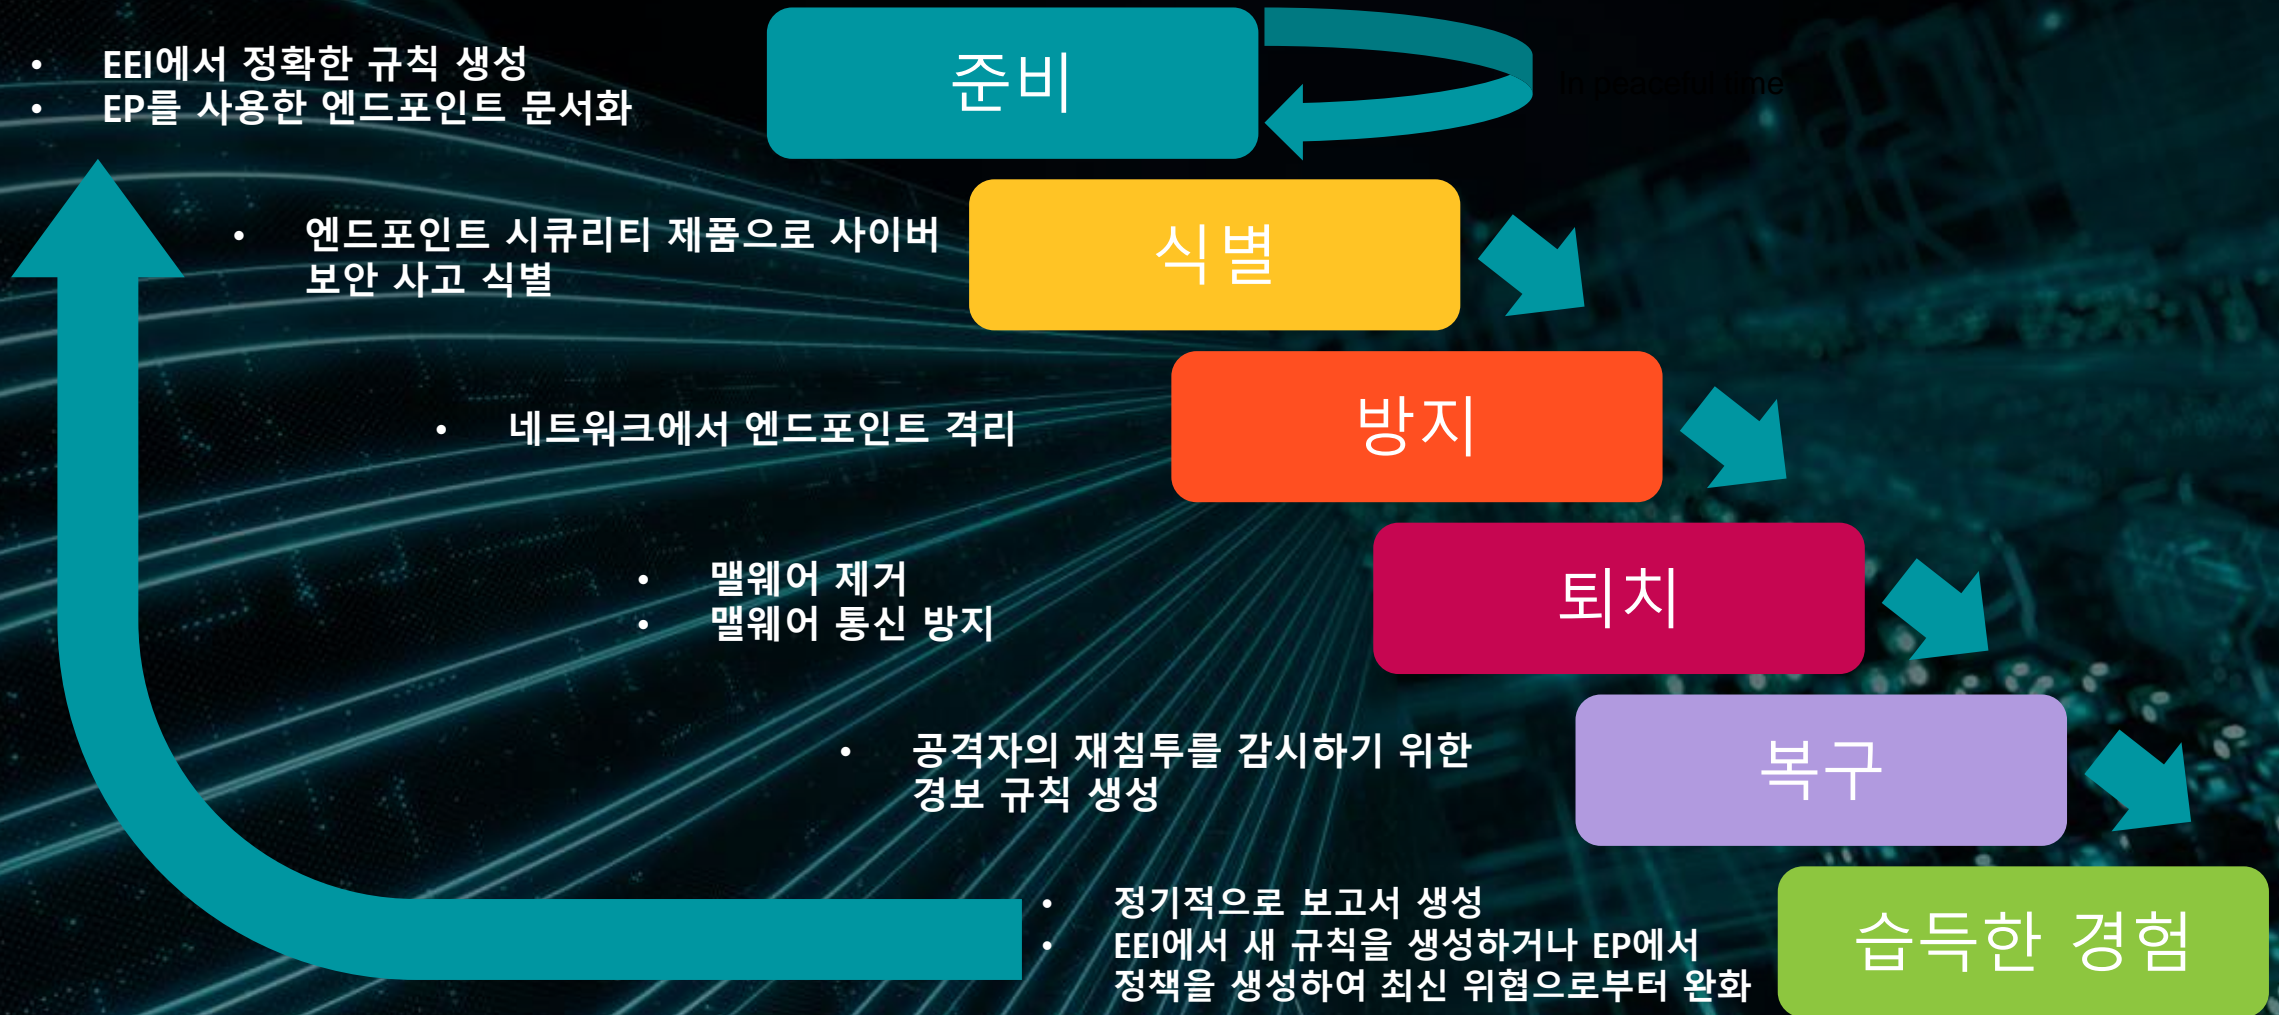 • EEI에서 정확한 규칙 생성
• EP를 사용한 엔드포인트 문서화
준비
In peaceful time
• 엔드포인트 시큐리티 제품으로 사이버
보안 사고 식별
식별
• 네트워크에서 엔드포인트 격리
방지
• 맬웨어 제거
• 맬웨어 통신 방지
퇴치
• 공격자의 재침투를 감시하기 위한
경보 규칙 생성
복구
• 정기적으로 보고서 생성
• EEI에서 새 규칙을 생성하거나 EP에서
정책을 생성하여 최신 위협으로부터 완화
습득한 경험